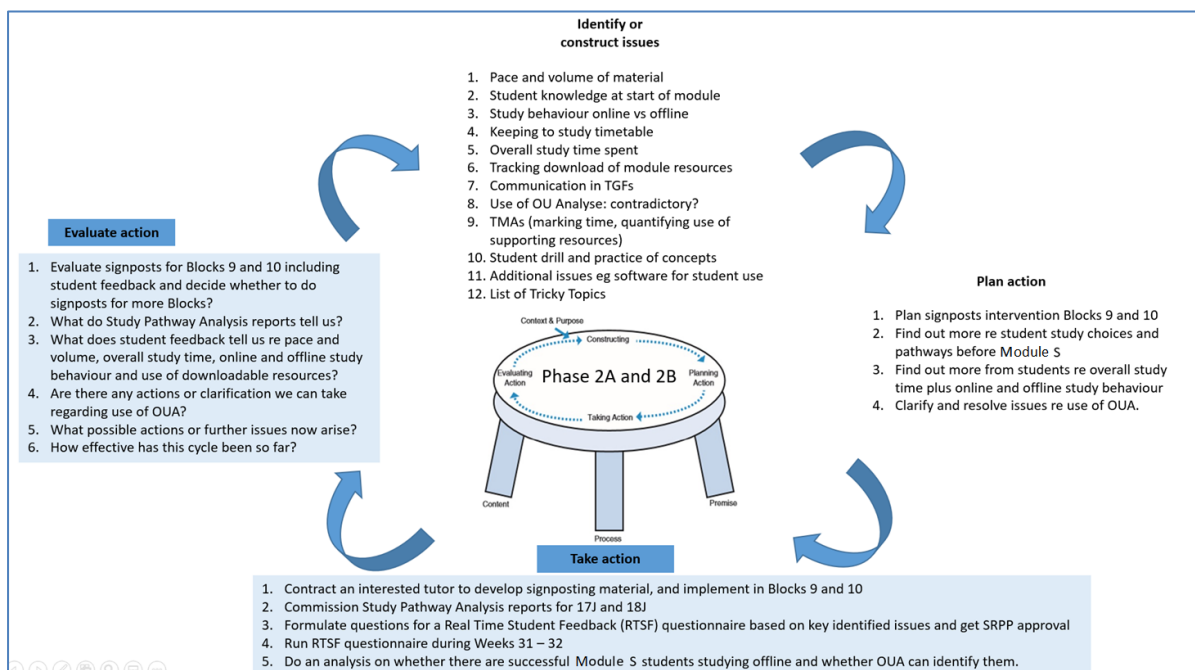 Identify or
construct issues
1. Pace and volume of material
2. Student knowledge at start of module
3. Study behaviour online vs offline
4. Keeping to study timetable
5. Overall study time spent
6. Tracking download of module resources
7. Communication in TGFs
8. Use of OU Analyse: contradictory?
9. TMAs (marking time, quantifying use of
supporting resources)
10. Student drill and practice of concepts
11. Additional issues eg software for student use
12. List of Tricky Topics
Plan action
1. Plan signposts intervention Blocks 9 and 10
2. Find out more re student study choices and
pathways before Module S
3. Find out more from students re overall study
time plus online and offline study behaviour
4. Clarify and resolve issues re use of OUA.
Evaluate action
1. Evaluate signposts for Blocks 9 and 10 including
student feedback and decide whether to do
signposts for more Blocks?
2. What do Study Pathway Analysis reports tell us?
3. What does student feedback tell us re pace and
volume, overall study time, online and offline study
behaviour and use of downloadable resources?
4. Are there any actions or clarification we can take
regarding use of OUA?
5. What possible actions or further issues now arise?
6. How effective has this cycle been so far?
Context & Purpose
Constructing
Evaluating
Action
Phase 2A and 2B
Planning
Action
Taking Action
Content
Process
Premise
Take action
1. Contract an interested tutor to develop signposting material, and implement in Blocks 9 and 10
2. Commission Study Pathway Analysis reports for 17J and 18J
3. Formulate questions for a Real Time Student Feedback (RTSF) questionnaire based on key identified issues and get SRPP approval
4. Run RTSF questionnaire during Weeks 31 – 32
5. Do an analysis on whether there are successful Module S students studying offline and whether OUA can identify them.